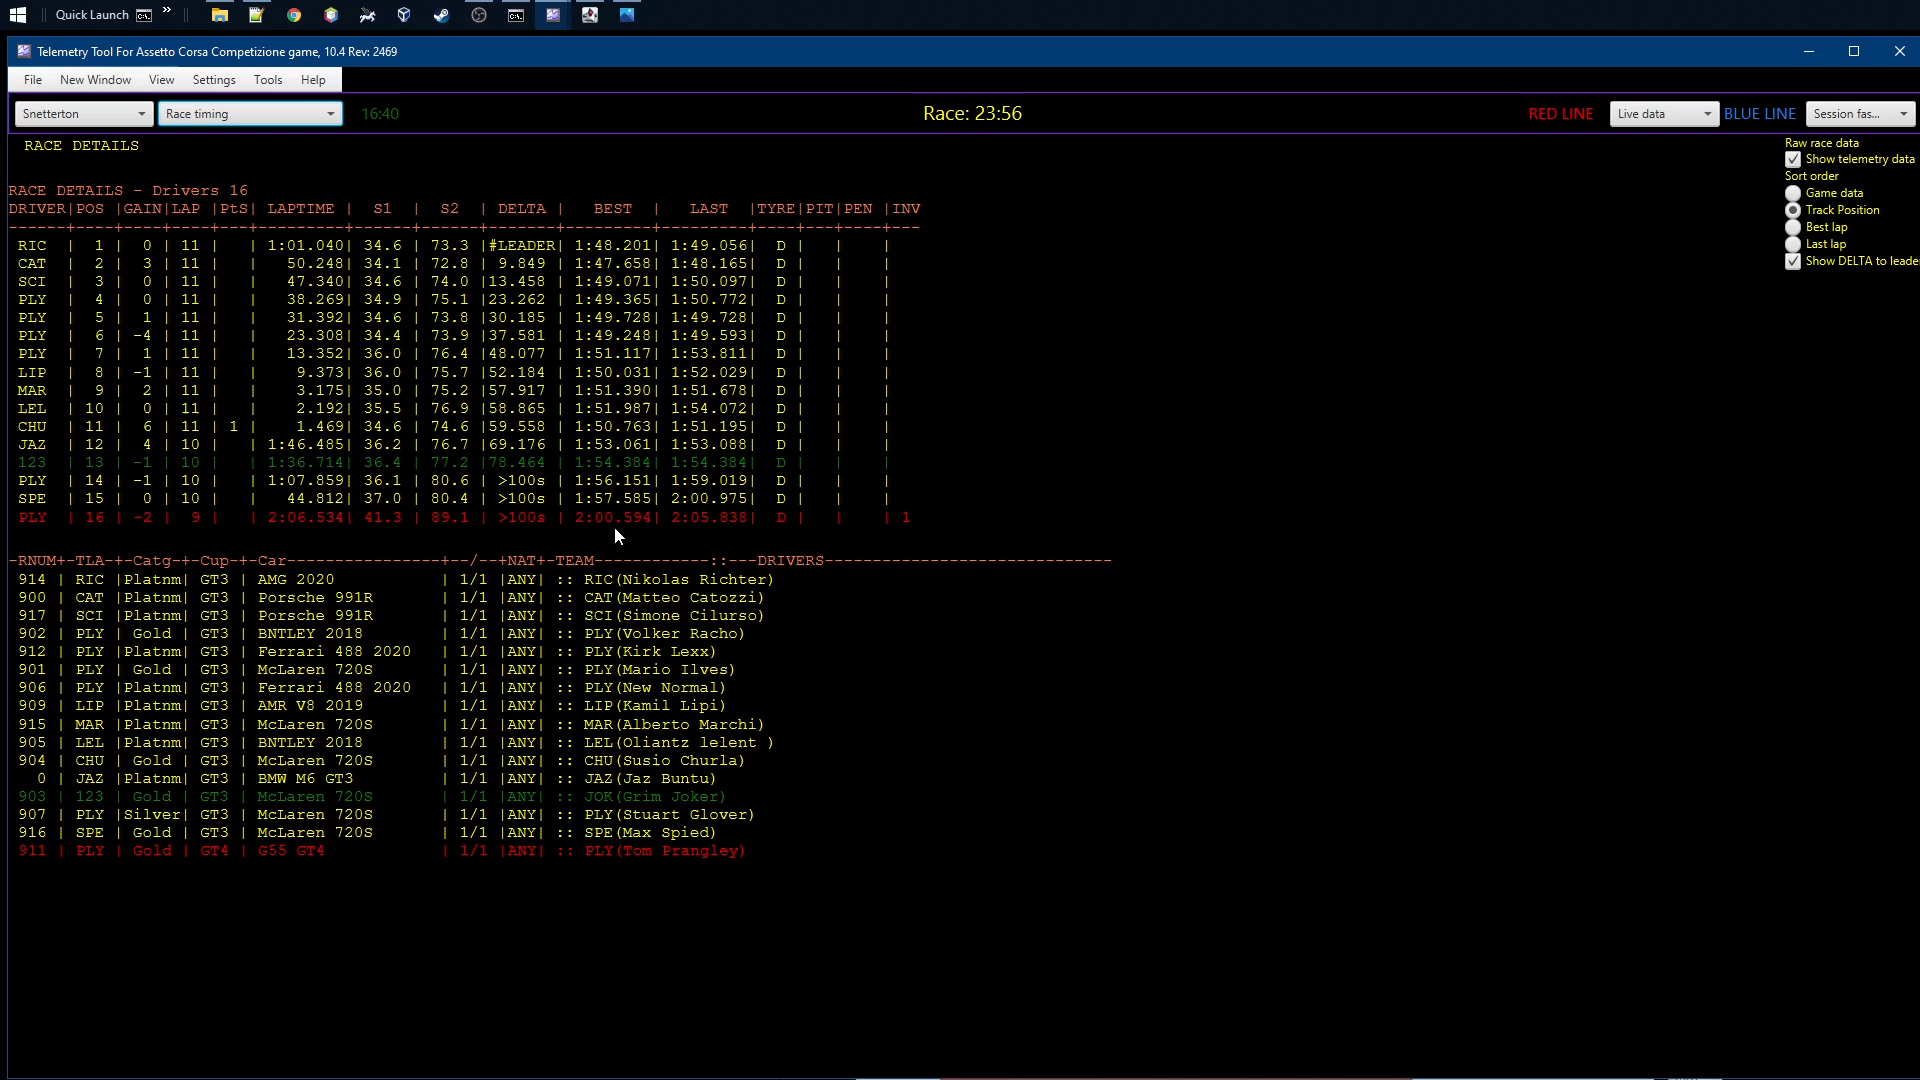 Quick Launch »
Telemetry Tool For Assetto Corsa Competizione game, 10.4 Rev: 2469
File New Window View Settings Tools Help
Snetterton Race timing 16:40 Race: 23:56 RED LINE Live data BLUE LINE Session fas...
RACE DETAILS
Raw race data
Show telemetry data
Sort order
Game data
Track Position
Best lap
Last lap
Show DELTA to leade
RACE DETAILS - Drivers 16
DRIVER|POS |GAIN|LAP |PtS| LAPTIME | S1 | S2 | DELTA | BEST | LAST |TYRE|PIT|PEN |INV
------+----+----+----+---+---------+------+------+-------+---------+---------+----+---+----+---
RIC | 1 | 0 | 11 | | 1:01.040| 34.6 | 73.3 |#LEADER| 1:48.201| 1:49.056| D | | |
CAT | 2 | 3 | 11 | | 50.248| 34.1 | 72.8 | 9.849 | 1:47.658| 1:48.165| D | | |
SCI | 3 | 0 | 11 | | 47.340| 34.6 | 74.0 |13.458 | 1:49.071| 1:50.097| D | | |
PLY | 4 | 0 | 11 | | 38.269| 34.9 | 75.1 |23.262 | 1:49.365| 1:50.772| D | | |
PLY | 5 | 1 | 11 | | 31.392| 34.6 | 73.8 |30.185 | 1:49.728| 1:49.728| D | | |
PLY | 6 | -4 | 11 | | 23.308| 34.4 | 73.9 |37.581 | 1:49.248| 1:49.593| D | | |
PLY | 7 | 1 | 11 | | 13.352| 36.0 | 76.4 |48.077 | 1:51.117| 1:53.811| D | | |
LIP | 8 | -1 | 11 | | 9.373| 36.0 | 75.7 |52.184 | 1:50.031| 1:52.029| D | | |
MAR | 9 | 2 | 11 | | 3.175| 35.0 | 75.2 |57.917 | 1:51.390| 1:51.678| D | | |
LEL | 10 | 0 | 11 | | 2.192| 35.5 | 76.9 |58.865 | 1:51.987| 1:54.072| D | | |
CHU | 11 | 6 | 11 | 1 | 1.469| 34.6 | 74.6 |59.558 | 1:50.763| 1:51.195| D | | |
JAZ | 12 | 4 | 10 | | 1:46.485| 36.2 | 76.7 |69.176 | 1:53.061| 1:53.088| D | | |
123 | 13 | -1 | 10 | | 1:36.714| 36.4 | 77.2 |78.464 | 1:54.384| 1:54.384| D | | |
PLY | 14 | -1 | 10 | | 1:07.859| 36.1 | 80.6 | >100s | 1:56.151| 1:59.019| D | | |
SPE | 15 | 0 | 10 | | 44.812| 37.0 | 80.4 | >100s | 1:57.585| 2:00.975| D | | |
PLY | 16 | -2 | 9 | | 2:06.534| 41.3 | 89.1 | >100s | 2:00.594| 2:05.838| D | | | 1
-RNUM+-TLA-+-Catg-+-Cup-+-Car----------------+--/--+NAT+-TEAM------------::---DRIVERS------------------------------
914 | RIC |Platnm| GT3 | AMG 2020 | 1/1 |ANY| :: RIC(Nikolas Richter)
900 | CAT |Platnm| GT3 | Porsche 991R | 1/1 |ANY| :: CAT(Matteo Catozzi)
917 | SCI |Platnm| GT3 | Porsche 991R | 1/1 |ANY| :: SCI(Simone Cilurso)
902 | PLY | Gold | GT3 | BNTLEY 2018 | 1/1 |ANY| :: PLY(Volker Racho)
912 | PLY |Platnm| GT3 | Ferrari 488 2020 | 1/1 |ANY| :: PLY(Kirk Lexx)
901 | PLY | Gold | GT3 | McLaren 720S | 1/1 |ANY| :: PLY(Mario Ilves)
906 | PLY |Platnm| GT3 | Ferrari 488 2020 | 1/1 |ANY| :: PLY(New Normal)
909 | LIP |Platnm| GT3 | AMR V8 2019 | 1/1 |ANY| :: LIP(Kamil Lipi)
915 | MAR |Platnm| GT3 | McLaren 720S | 1/1 |ANY| :: MAR(Alberto Marchi)
905 | LEL |Platnm| GT3 | BNTLEY 2018 | 1/1 |ANY| :: LEL(Oliantz lelent )
904 | CHU | Gold | GT3 | McLaren 720S | 1/1 |ANY| :: CHU(Susio Churla)
0 | JAZ |Platnm| GT3 | BMW M6 GT3 | 1/1 |ANY| :: JAZ(Jaz Buntu)
903 | 123 | Gold | GT3 | McLaren 720S | 1/1 |ANY| :: JOK(Grim Joker)
907 | PLY |Silver| GT3 | McLaren 720S | 1/1 |ANY| :: PLY(Stuart Glover)
916 | SPE | Gold | GT3 | McLaren 720S | 1/1 |ANY| :: SPE(Max Spied)
911 | PLY | Gold | GT4 | G55 GT4 | 1/1 |ANY| :: PLY(Tom Prangley)